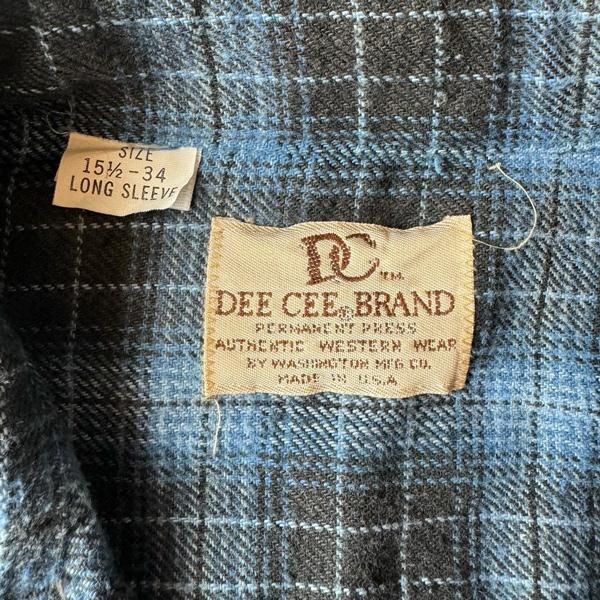 SIZE
15½-34
LONG SLEEVE
DC TM.
DEE CEE® BRAND
PERMANENT PRESS
AUTHENTIC WESTERN WEAR
BY WASHINGTON MFG CO.
MADE IN U.S.A